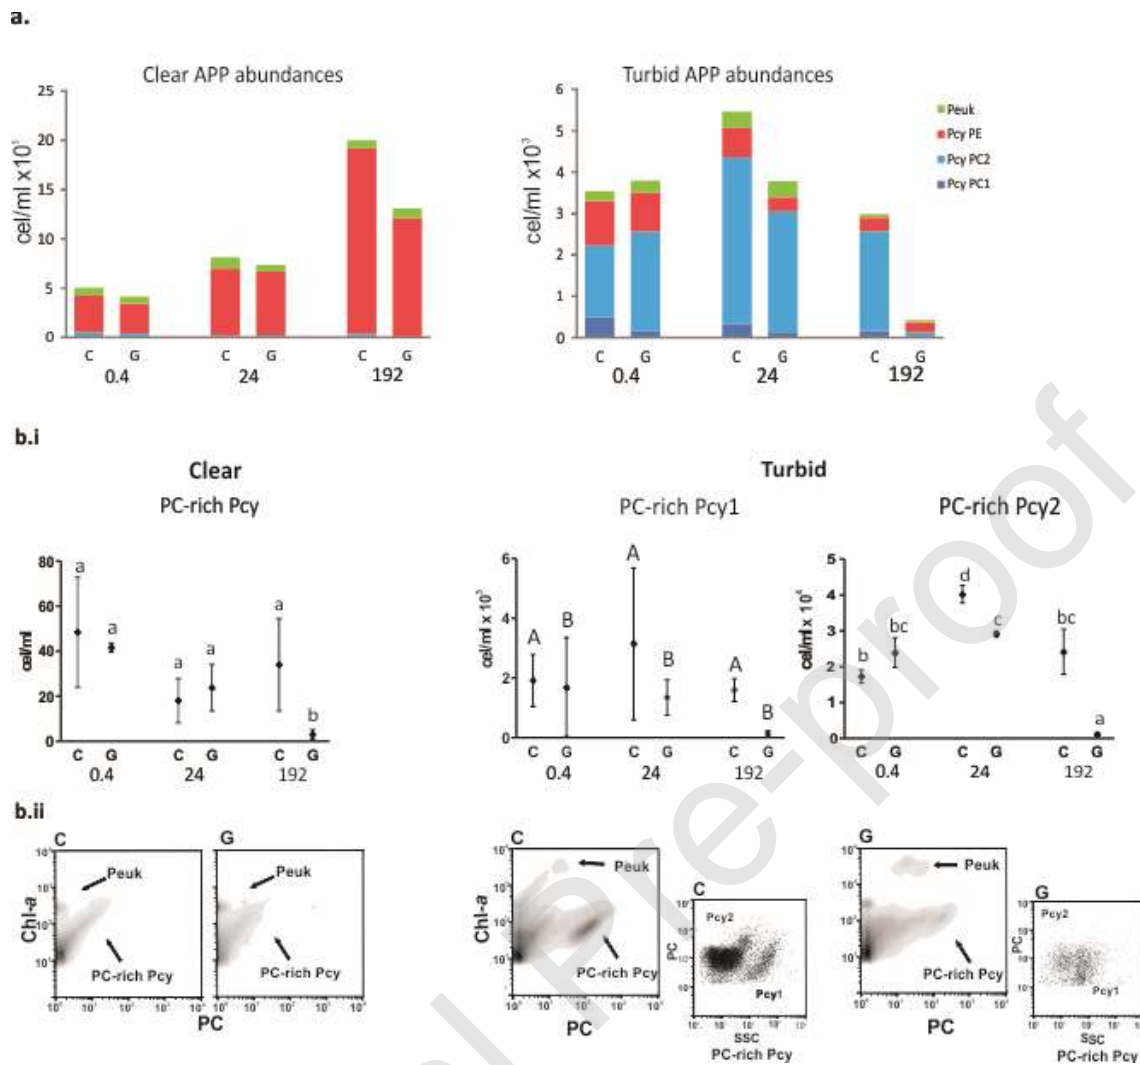 a.
Clear APP abundances
25
20
15
10
5
0
cel/ml x10³
C G C G C G
0.4 24 192
Turbid APP abundances
6
5
4
3
2
1
0
cel/ml x10³
C G C G C G
0.4 24 192
Peuk
Pcy PE
Pcy PC2
Pcy PC1
b.i
Clear
PC-rich Pcy
80
60
40
20
0
cel/ml
a a a a a b
C G C G C G
0.4 24 192
Turbid
PC-rich Pcy1
6
4
2
0
cel/ml x 10³
A B A B A B
C G C G C G
0.4 24 192
PC-rich Pcy2
5
4
3
2
1
0
cel/ml x 10
b bc d c bc a
C G C G C G
0.4 24 192
b.ii
C
Peuk
PC-rich Pcy
Chl-a
G
Peuk
PC-rich Pcy
PC
C
Peuk
PC-rich Pcy
Chl-a
PC
C
Pcy2
Pcy1
PC
SSC
PC-rich Pcy
G
Peuk
PC-rich Pcy
PC
G
Pcy2
Pcy1
PC
SSC
PC-rich Pcy
Pre-proof